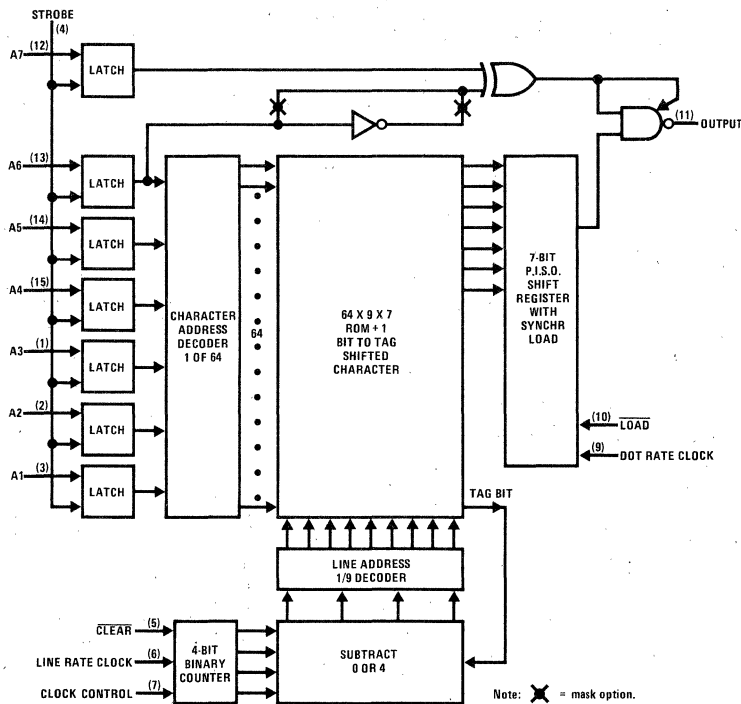 STROBE
(4)
A7 (12)
LATCH
(11)
OUTPUT
A6 (13)
LATCH
A5 (14)
LATCH
A4 (15)
LATCH
A3 (1)
LATCH
A2 (2)
LATCH
A1 (3)
LATCH
CHARACTER
ADDRESS
DECODER
1 OF 64
64
64 X 9 X 7
ROM + 1
BIT TO TAG
SHIFTED
CHARACTER
7-BIT
P.I.S.O.
SHIFT
REGISTER
WITH
SYNCHR
LOAD
(10) LOAD
(9) DOT RATE CLOCK
TAG BIT
LINE ADDRESS
1/9 DECODER
CLEAR (5)
LINE RATE CLOCK (6)
CLOCK CONTROL (7)
4-BIT
BINARY
COUNTER
SUBTRACT
0 OR 4
Note: = mask option.